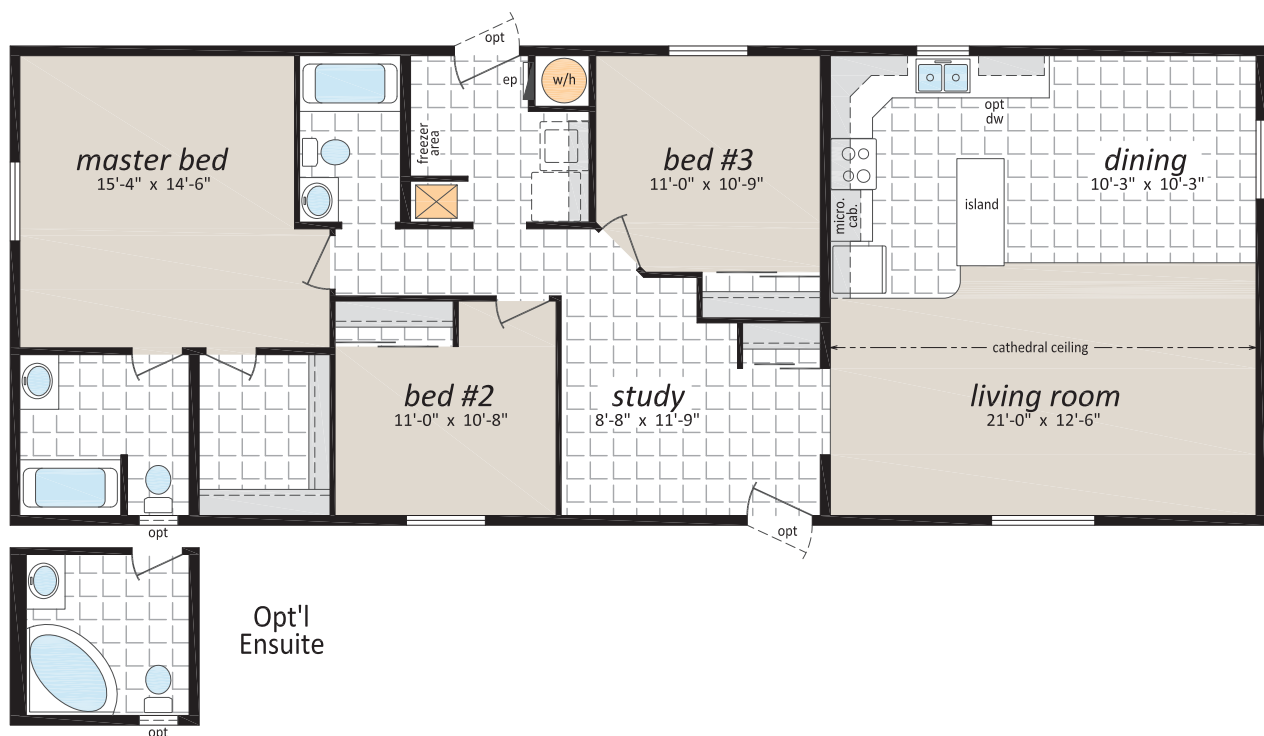 opt
ep
w/h
freezer
area
master bed
15'-4" x 14'-6"
bed #3
11'-0" x 10'-9"
opt
dw
dining
10'-3" x 10'-3"
micro.
cab.
island
cathedral ceiling
bed #2
11'-0" x 10'-8"
study
8'-8" x 11'-9"
living room
21'-0" x 12'-6"
opt
opt
Opt'l
Ensuite
opt